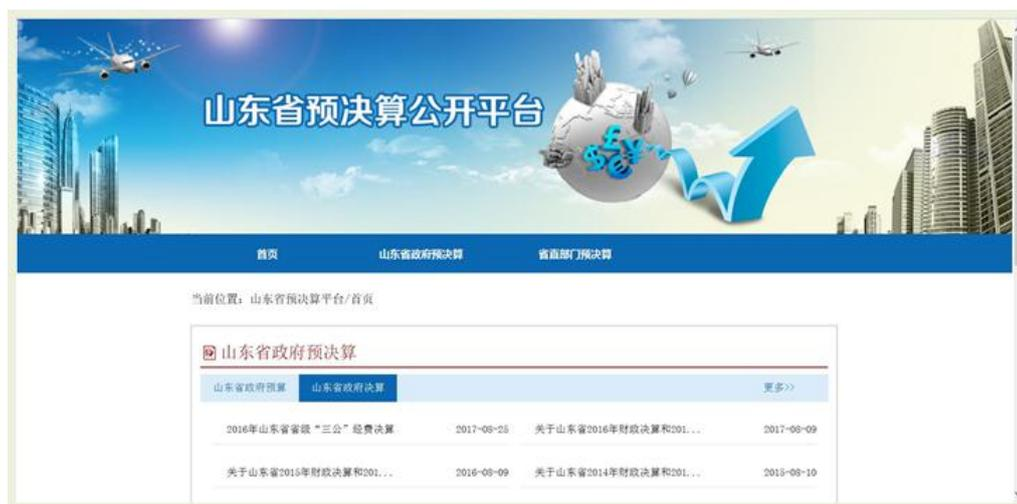 山东省预决算公开平台
首页 山东省政府预决算 省直部门预决算
当前位置：山东省预决算平台/首页
山东省政府预决算
山东省政府预算 山东省政府决算 更多>>
2016年山东省省级“三公”经费决算 2017-08-25 关于山东省2016年财政决算和201... 2017-08-09
关于山东省2015年财政决算和201... 2016-08-09 关于山东省2014年财政决算和201... 2015-08-10